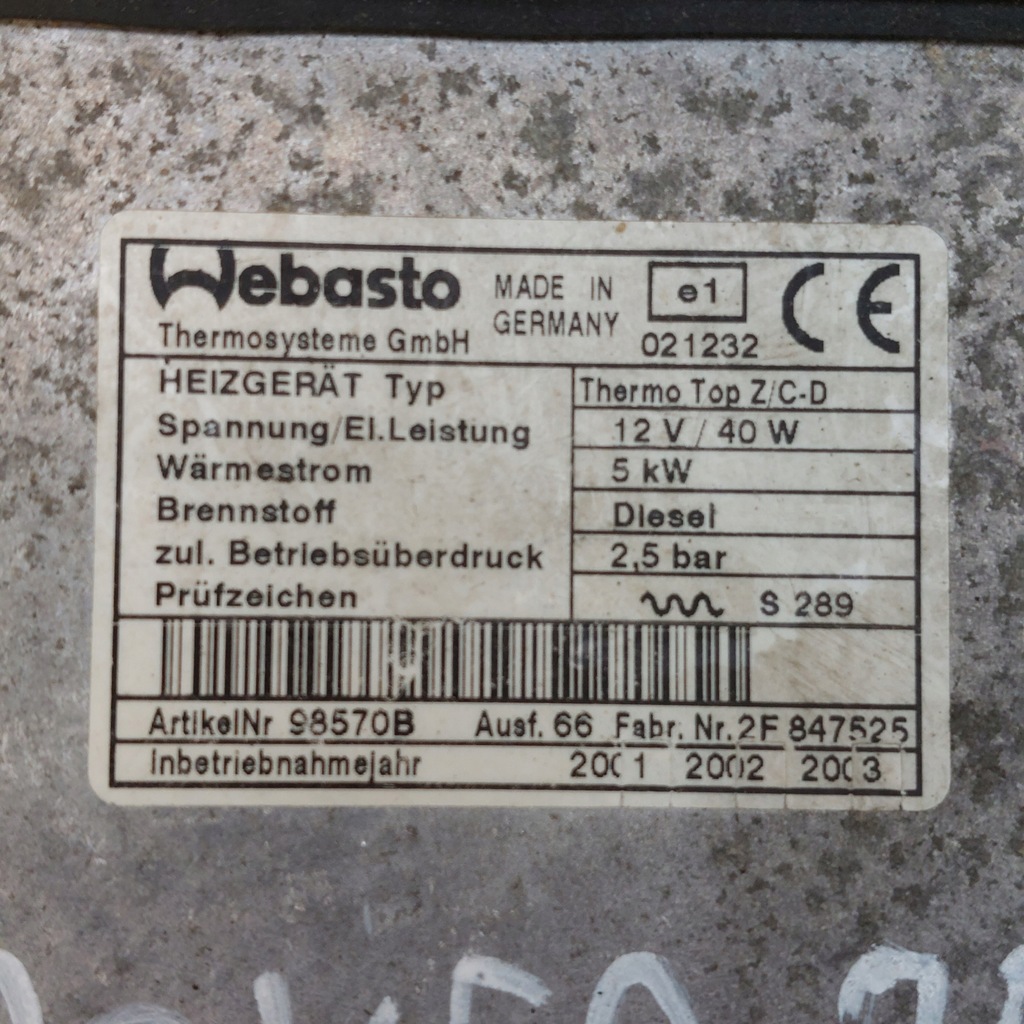 Webasto
Thermosysteme GmbH
MADE IN
GERMANY
e1
021232
CE
HEIZGERÄT Typ Thermo Top Z/C-D
Spannung/El.Leistung 12 V / 40 W
Wärmestrom 5 kW
Brennstoff Diesel
zul. Betriebsüberdruck 2,5 bar
Prüfzeichen S 289
ArtikelNr 98570B Ausf. 66 Fabr. Nr. 2F 847525
Inbetriebnahmejahr 2001 2002 2003